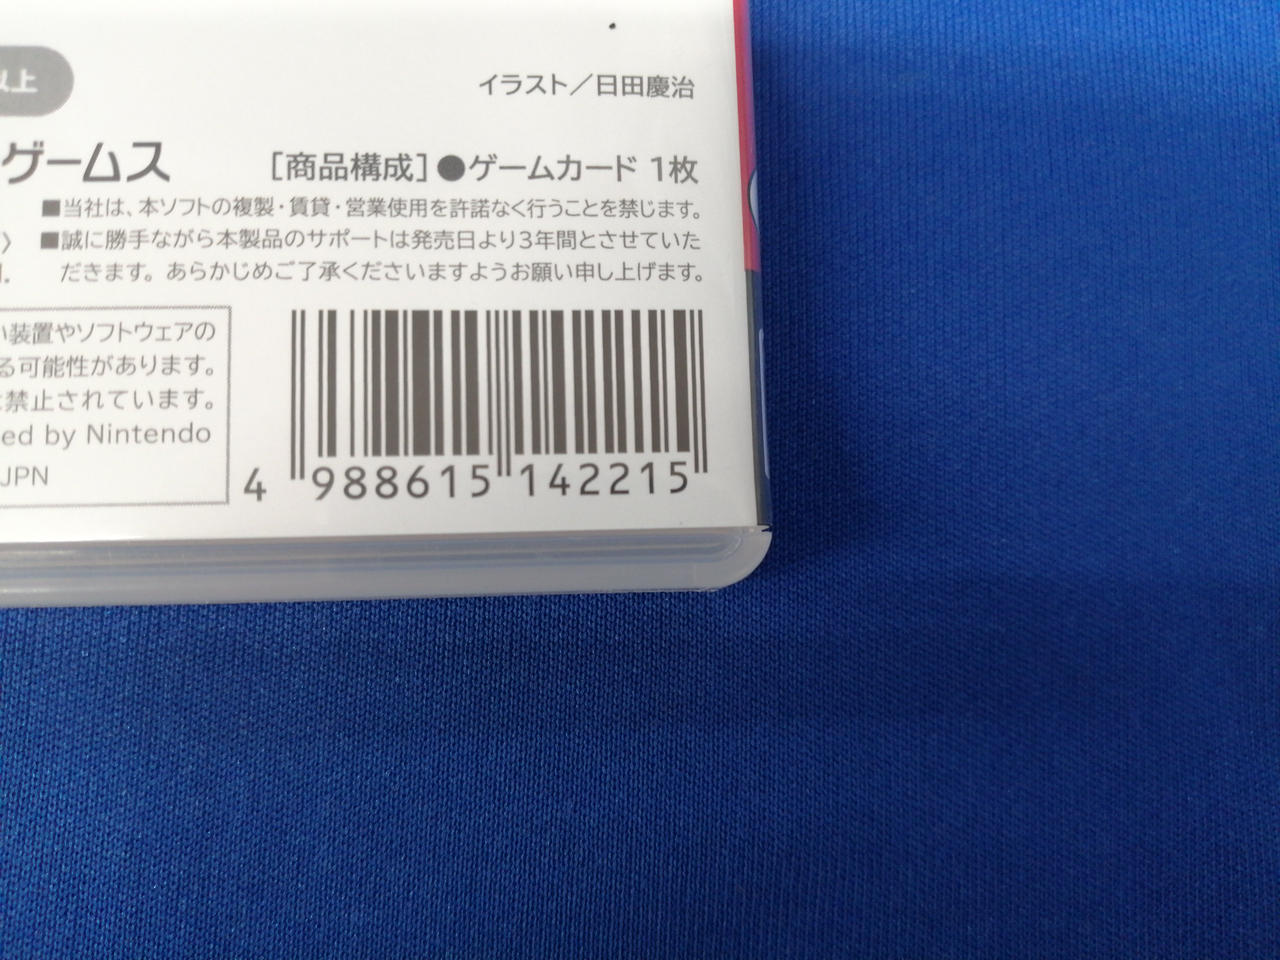 以上
イラスト／日田慶治
ゲームス
[商品構成]●ゲームカード 1枚
■当社は、本ソフトの複製・賃貸・営業使用を許諾なく行うことを禁じます。
■誠に勝手ながら本製品のサポートは発売日より3年間とさせていた
だきます。あらかじめご了承くださいますようお願い申し上げます。
い装置やソフトウェアの
る可能性があります。
は禁止されています。
ed by Nintendo
JPN
4 988615 142215